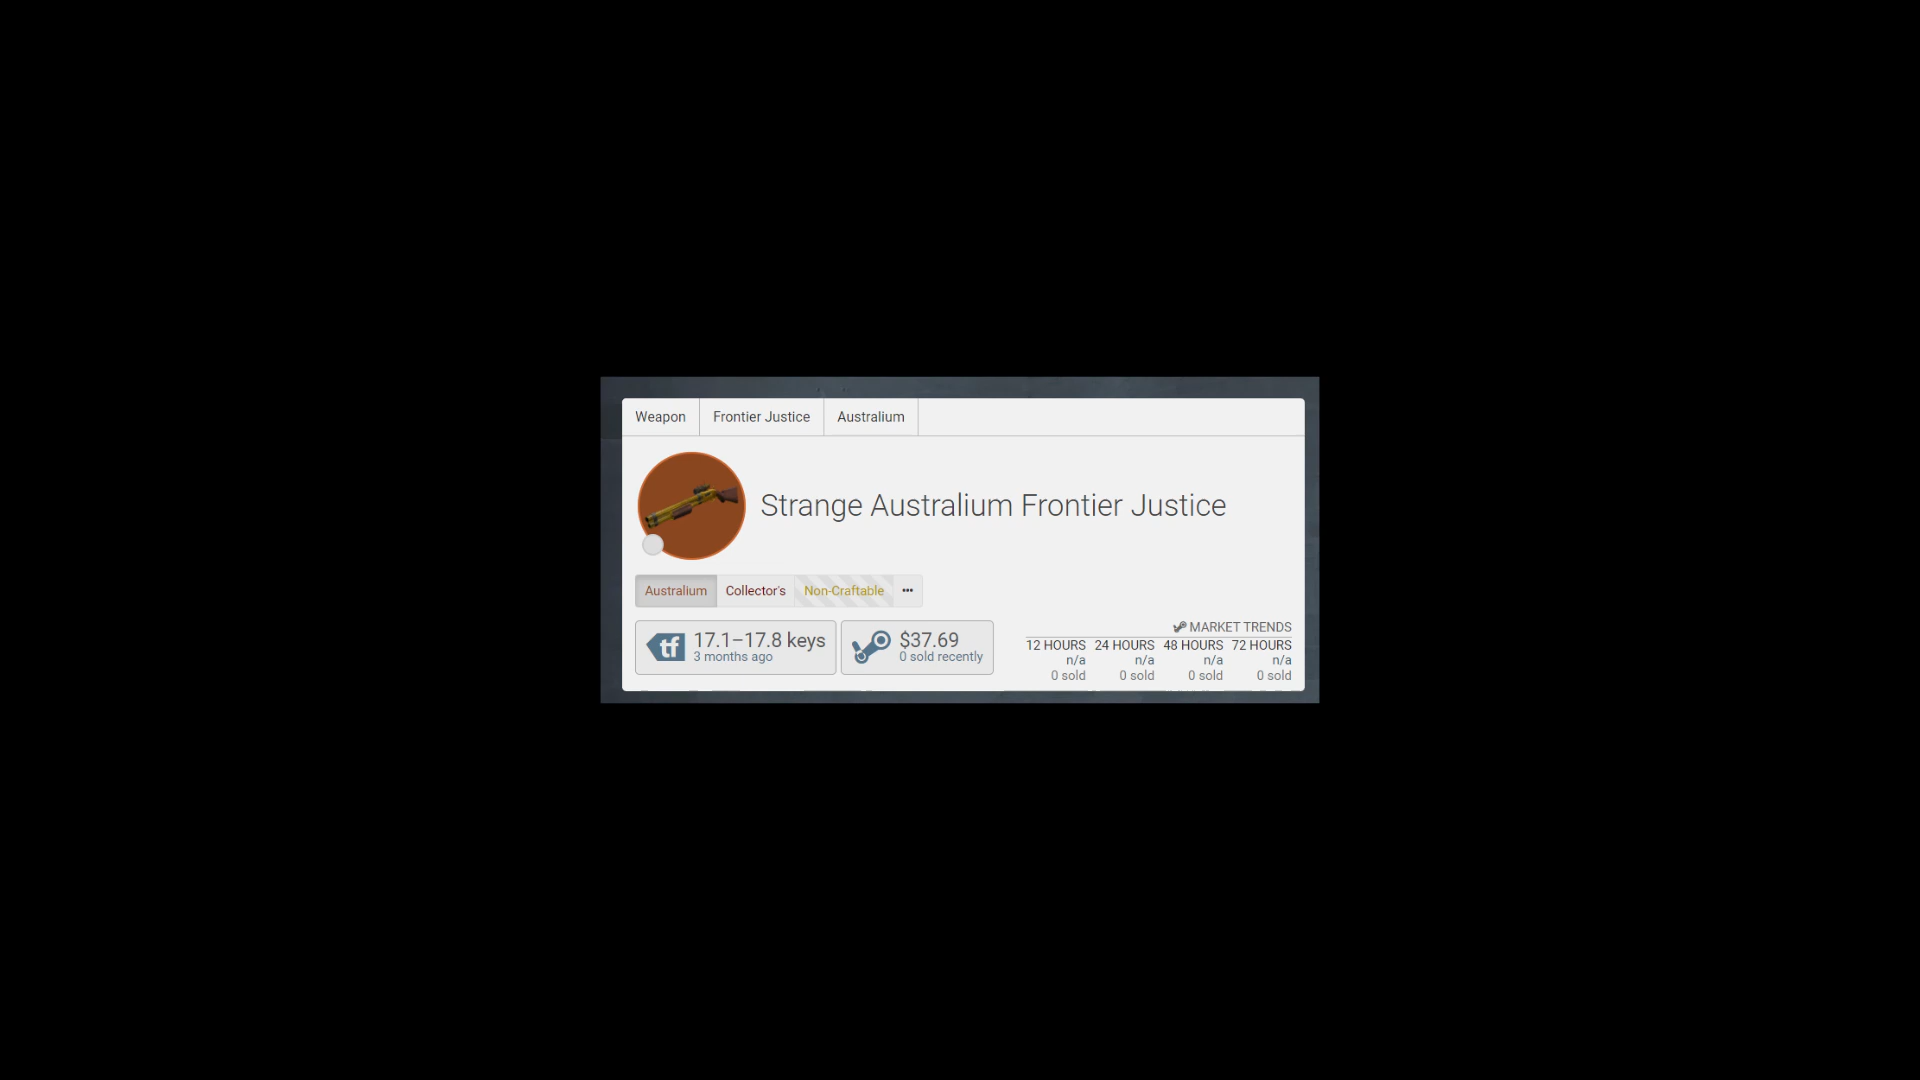 Weapon Frontier Justice Australium
Strange Australium Frontier Justice
Australium Collector's Non-Craftable •••
tf 17.1–17.8 keys
3 months ago
$37.69
0 sold recently
MARKET TRENDS
12 HOURS 24 HOURS 48 HOURS 72 HOURS
n/a n/a n/a n/a
0 sold 0 sold 0 sold 0 sold